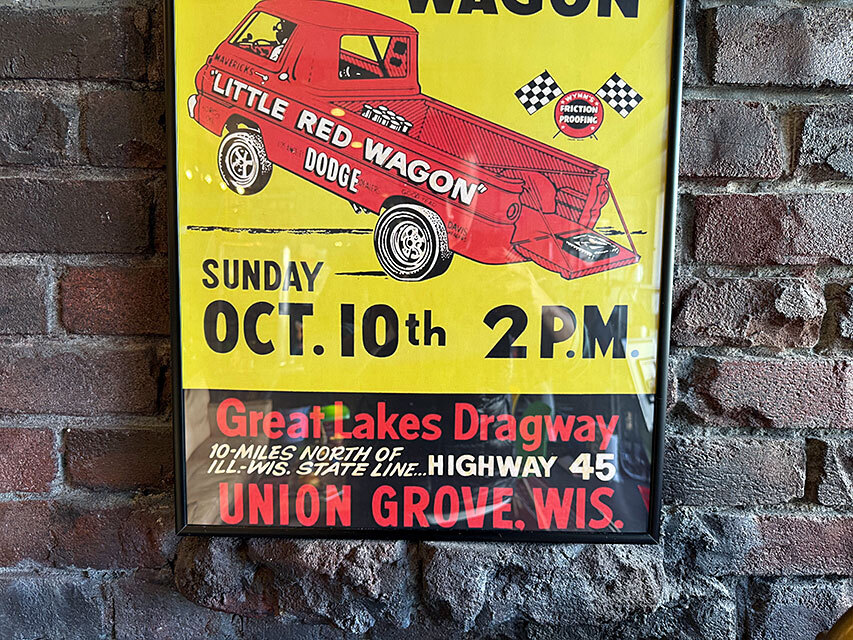 WAGON
MAVERICK'S
"LITTLE RED WAGON"
DODGE
WYNN'S
FRICTION
PROOFING
SUNDAY
OCT. 10th 2 P.M.
Great Lakes Dragway
10-MILES NORTH OF
ILL.-WIS. STATE LINE...HIGHWAY 45
UNION GROVE, WIS.